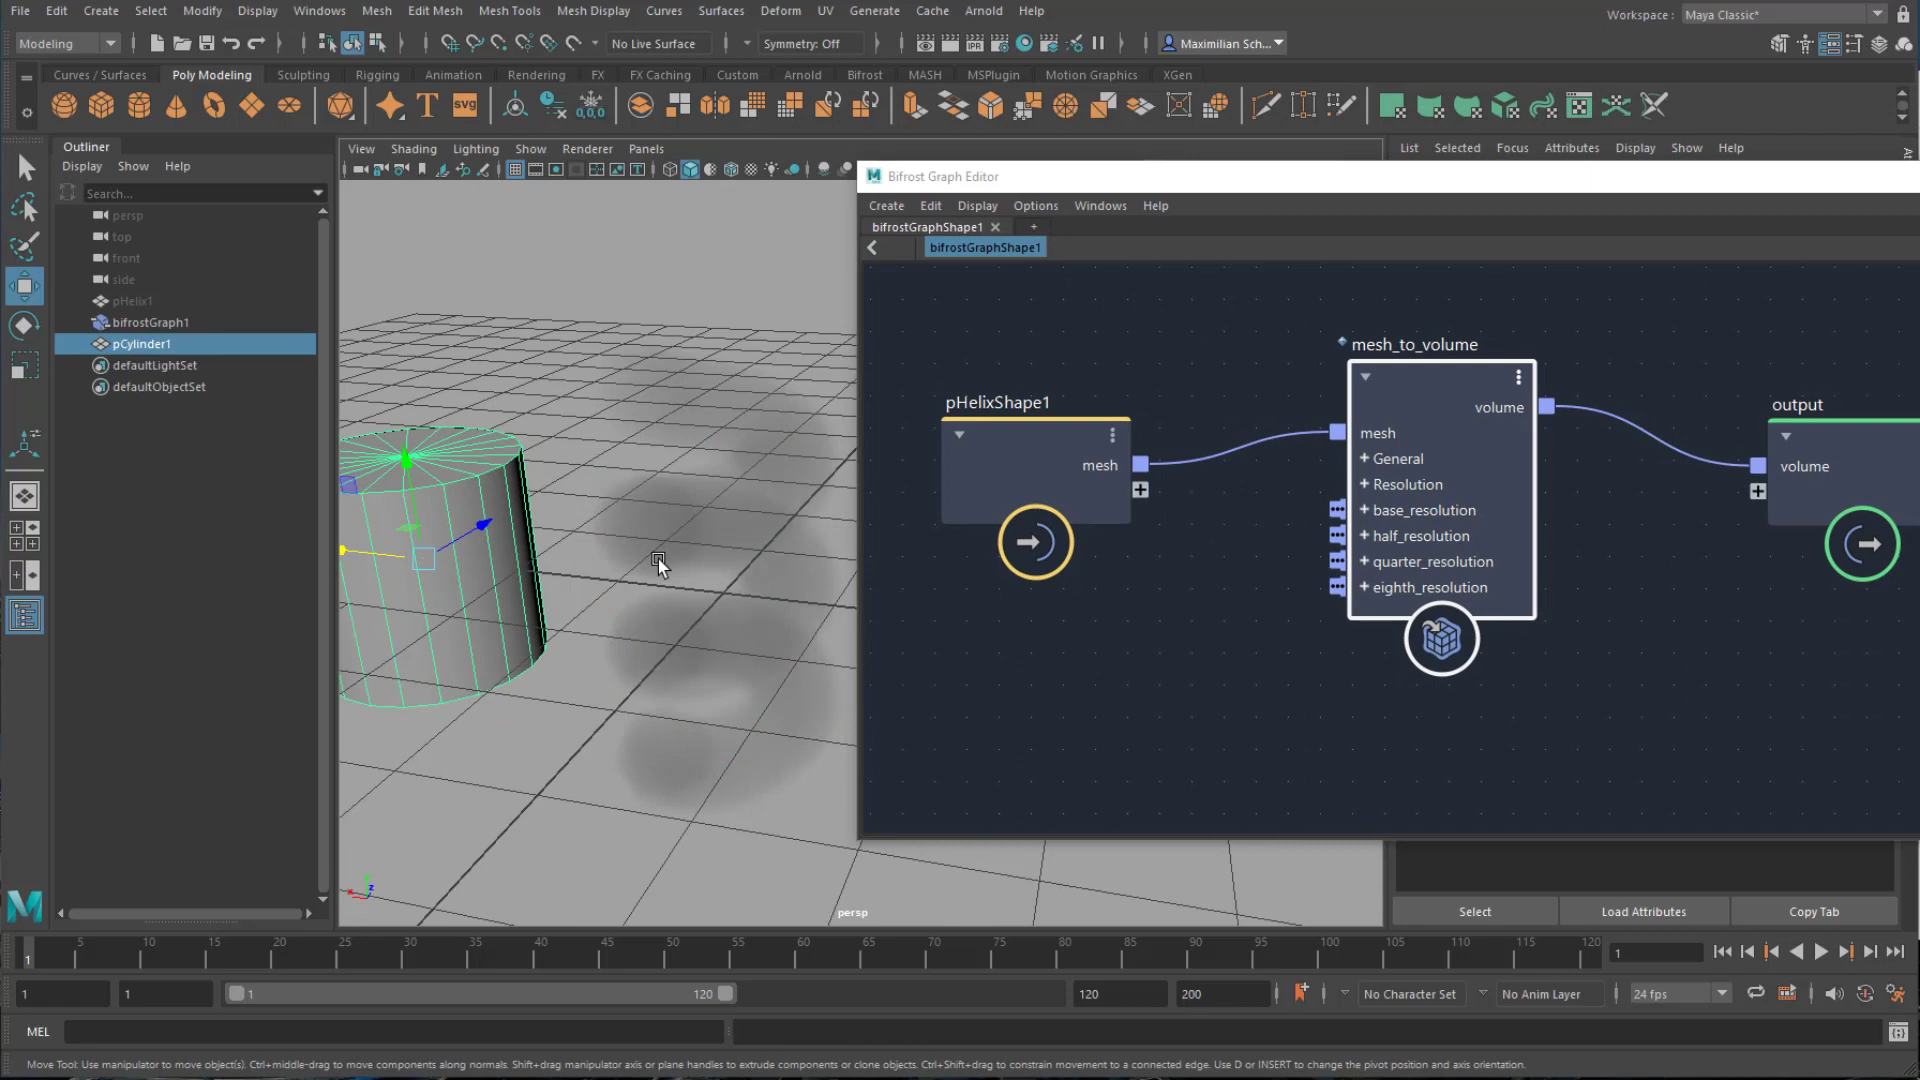 File Edit Create Select Modify Display Windows Mesh Edit Mesh Mesh Tools Mesh Display Curves Surfaces Deform UV Generate Cache Arnold Help
Workspace : Maya Classic*
Modeling No Live Surface Symmetry: Off Maximilian Sch...
Curves / Surfaces Poly Modeling Sculpting Rigging Animation Rendering FX FX Caching Custom Arnold Bifrost MASH MSPlugin Motion Graphics XGen
T svg IPR 0,0,0
Outliner
Display Show Help
Search...
persp
top
front
side
pHelix1
bifrostGraph1
pCylinder1
defaultLightSet
defaultObjectSet
View Shading Lighting Show Renderer Panels
List Selected Focus Attributes Display Show Help
At
M Bifrost Graph Editor
Create Edit Display Options Windows Help
bifrostGraphShape1 × +
bifrostGraphShape1
pHelixShape1
mesh
mesh_to_volume
volume
mesh
+ General
+ Resolution
+ base_resolution
+ half_resolution
+ quarter_resolution
+ eighth_resolution
output
volume
x z
persp
Select Load Attributes Copy Tab
1 5 10 15 20 25 30 35 40 45 50 55 60 65 70 75 80 85 90 95 100 105 110 115 120 1
1 1 1 120 120 200 No Character Set No Anim Layer 24 fps
MEL
Move Tool: Use manipulator to move object(s). Ctrl+middle-drag to move components along normals. Shift+drag manipulator axis or plane handles to extrude components or clone objects. Ctrl+Shift+drag to constrain movement to a connected edge. Use D or INSERT to change the pivot position and axis orientation.